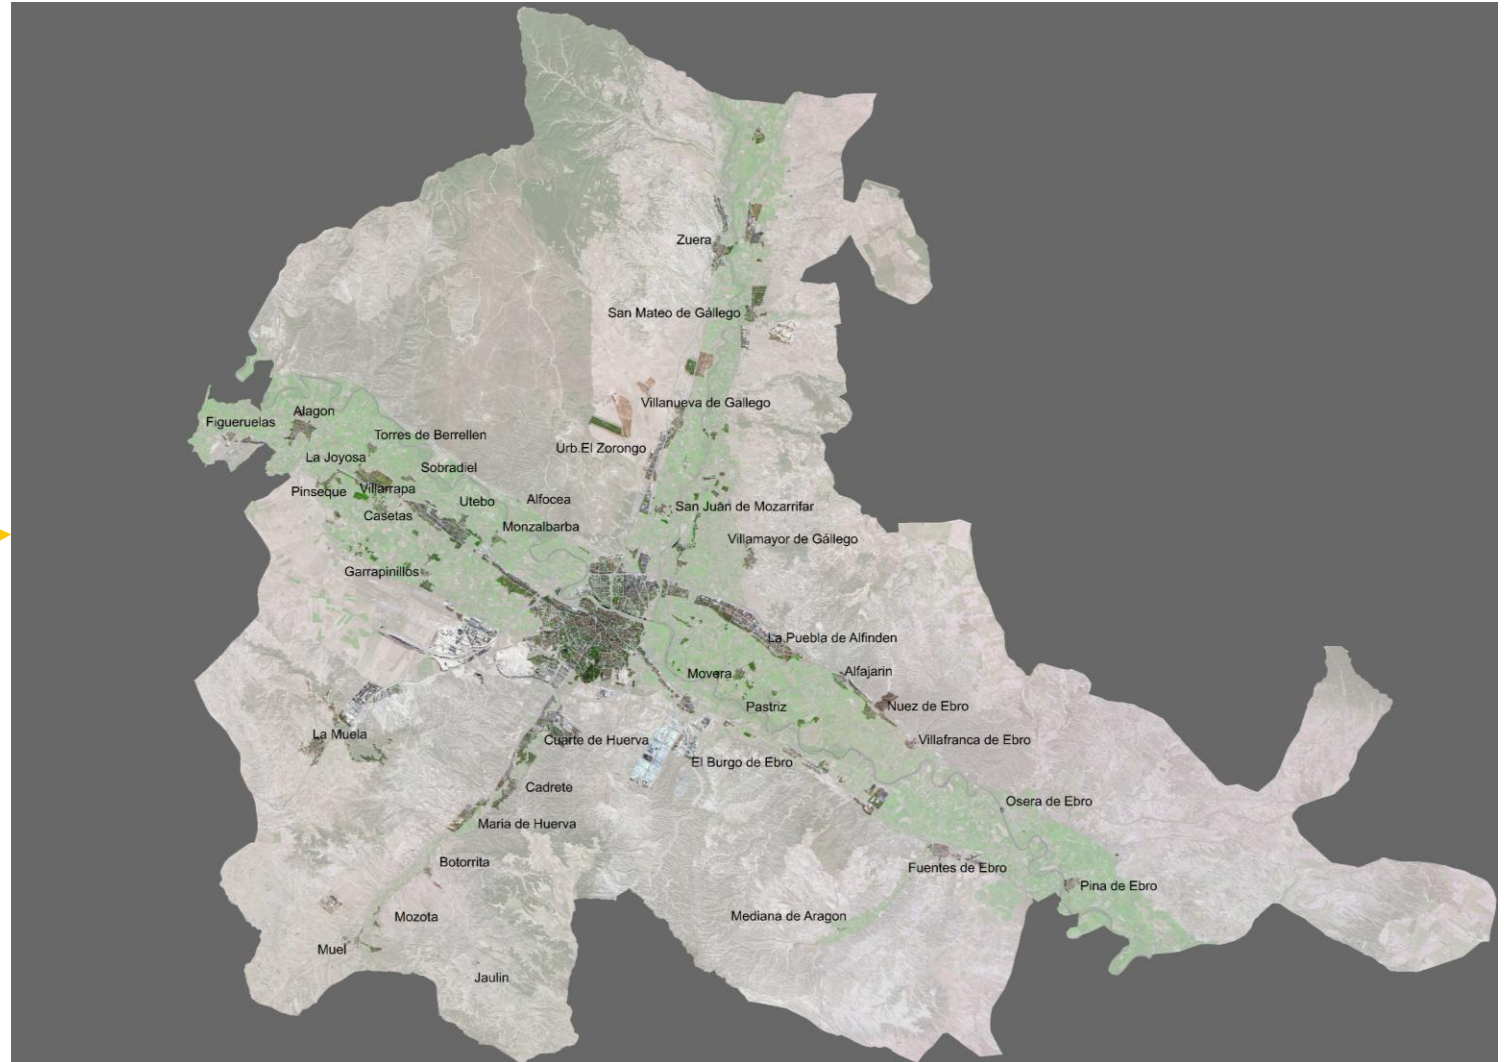 Zuera
San Mateo de Gállego
Villanueva de Gallego
Alagon
Figueruelas
Torres de Berrellen
Urb.El Zorongo
La Joyosa
Sobradiel
Pinseque
Villarrapa
Utebo
Alfocea
San Juan de Mozarrifar
Casetas
Monzalbarba
Villamayor de Gállego
Garrapinillos
La Puebla de Alfinden
Movera
Alfajarin
Pastriz
Nuez de Ebro
La Muela
Cuarte de Huerva
Villafranca de Ebro
El Burgo de Ebro
Cadrete
Osera de Ebro
Maria de Huerva
Botorrita
Fuentes de Ebro
Pina de Ebro
Mozota
Mediana de Aragon
Muel
Jaulin